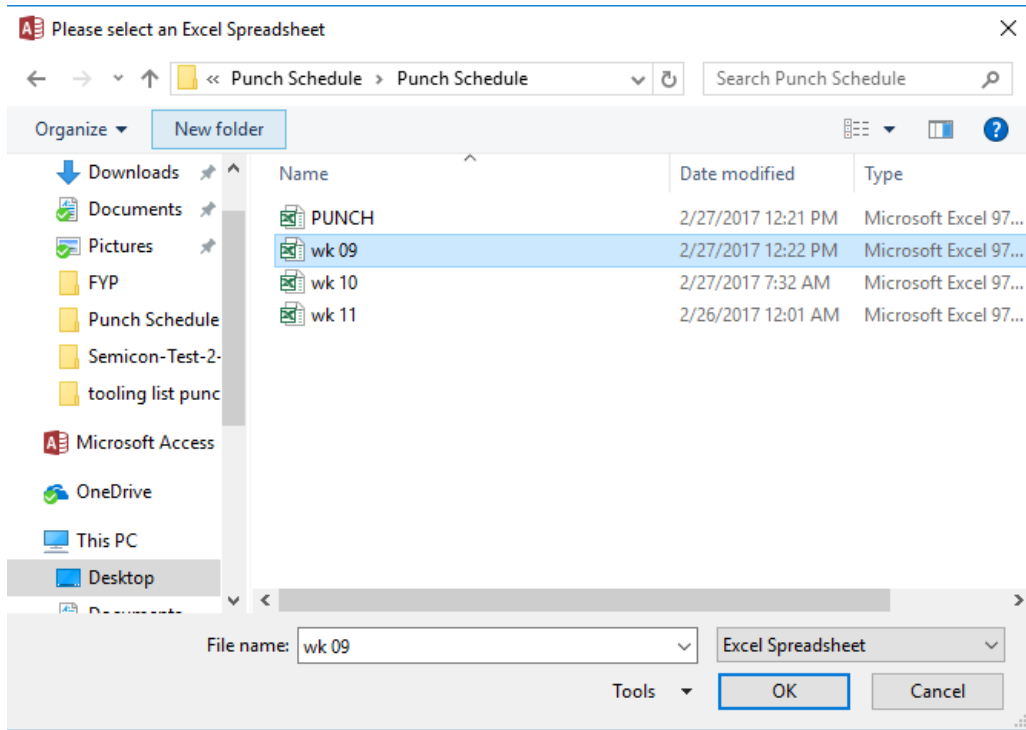 Please select an Excel Spreadsheet
« Punch Schedule > Punch Schedule
Search Punch Schedule
Organize
New folder
Name Date modified Type
Downloads
Documents
Pictures
FYP
Punch Schedule
Semicon-Test-2-
tooling list punc
Microsoft Access
OneDrive
This PC
Desktop
Documents
PUNCH 2/27/2017 12:21 PM Microsoft Excel 97...
wk 09 2/27/2017 12:22 PM Microsoft Excel 97...
wk 10 2/27/2017 7:32 AM Microsoft Excel 97...
wk 11 2/26/2017 12:01 AM Microsoft Excel 97...
File name: wk 09 Excel Spreadsheet
Tools OK Cancel